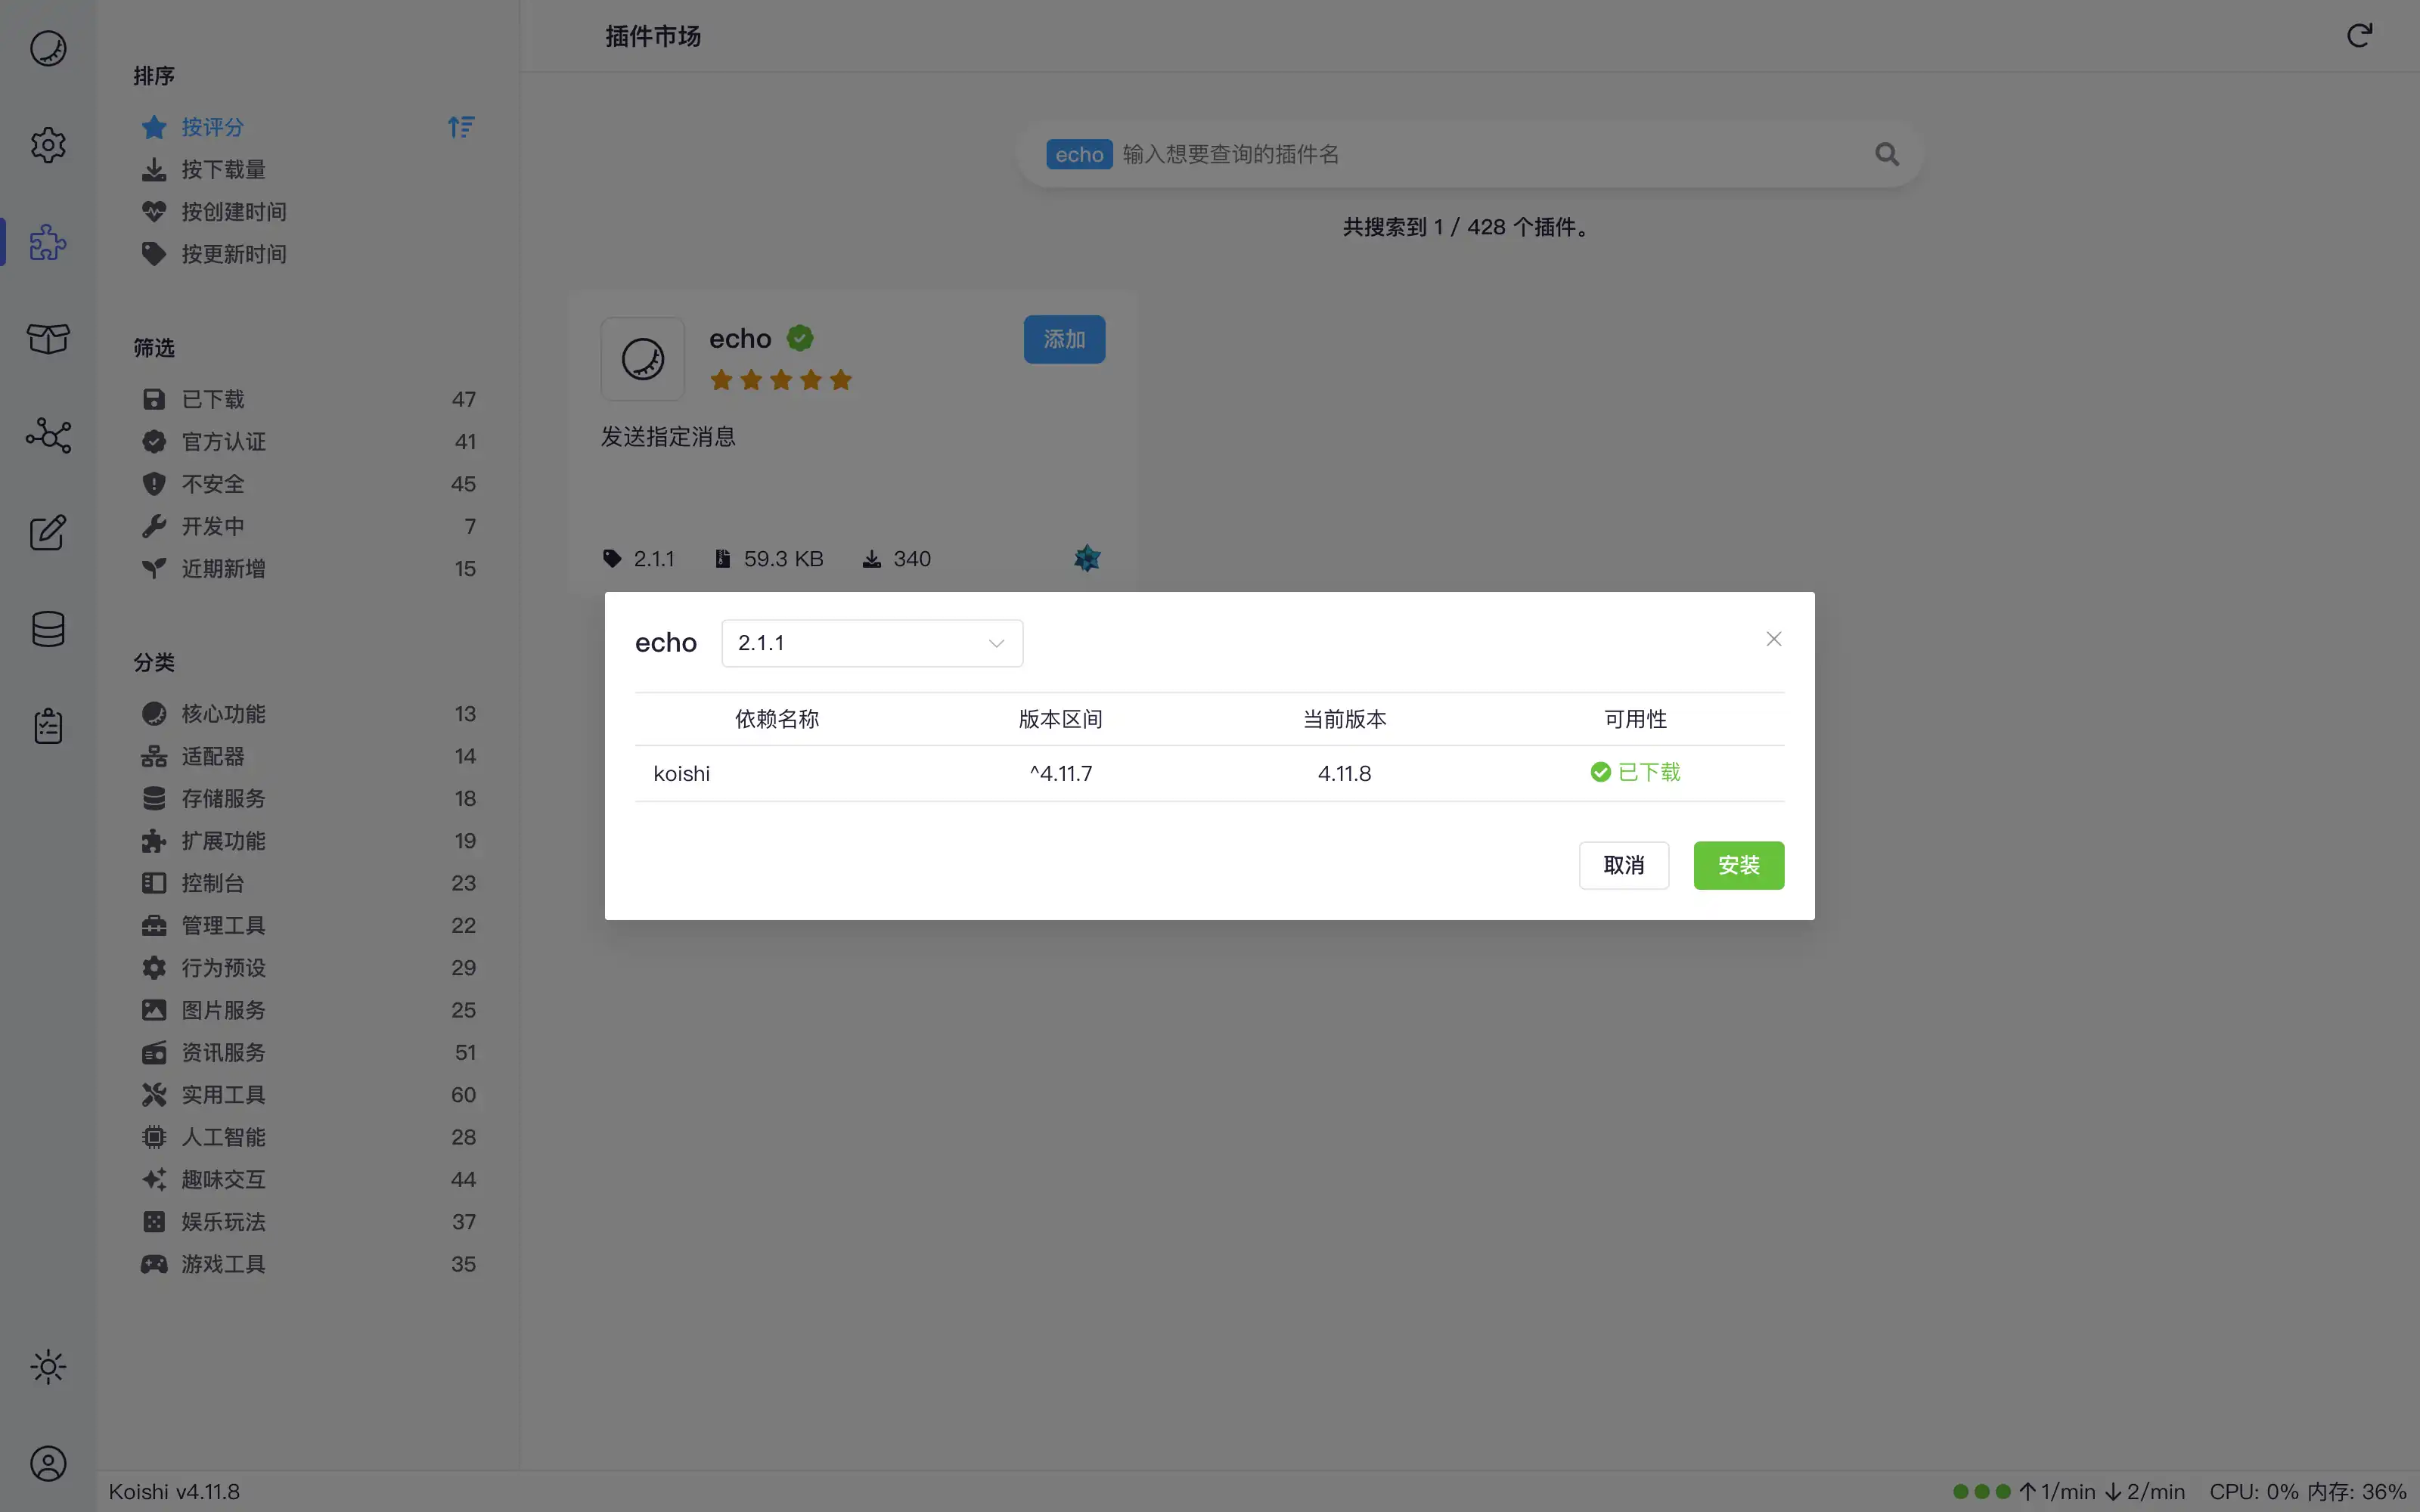 排序
按评分
按下载量
按创建时间
按更新时间
筛选
已下载 47
官方认证 41
不安全 45
开发中 7
近期新增 15
分类
核心功能 13
适配器 14
存储服务 18
扩展功能 19
控制台 23
管理工具 22
行为预设 29
图片服务 25
资讯服务 51
实用工具 60
人工智能 28
趣味交互 44
娱乐玩法 37
游戏工具 35
插件市场
echo 输入想要查询的插件名
共搜索到 1 / 428 个插件。
echo 添加
发送指定消息
2.1.1 59.3 KB 340
echo 2.1.1
依赖名称 版本区间 当前版本 可用性
koishi ^4.11.7 4.11.8 已下载
取消 安装
Koishi v4.11.8 1/min 2/min CPU: 0% 内存: 36%